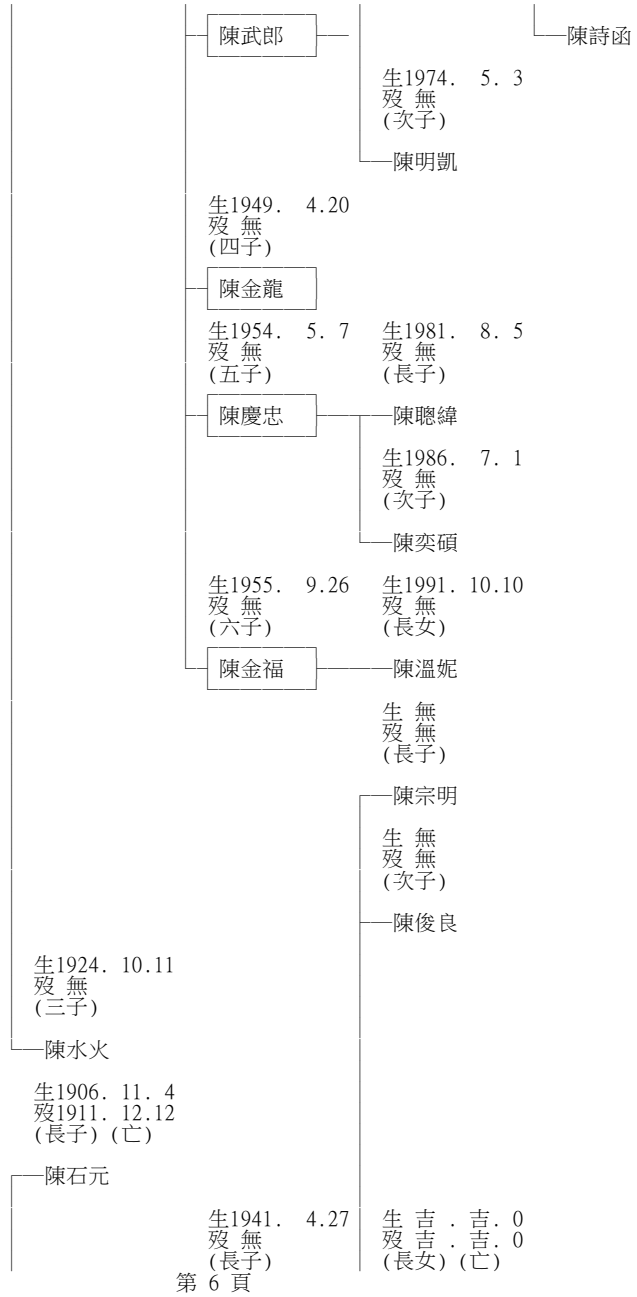 陳武郎 陳詩函
生1974. 5. 3
歿 無
(次子)
陳明凱
生1949. 4.20
歿 無
(四子)
陳金龍
生1954. 5. 7 生1981. 8. 5
歿 無 歿 無
(五子) (長子)
陳慶忠 陳聰緯
生1986. 7. 1
歿 無
(次子)
陳奕碩
生1955. 9.26 生1991. 10.10
歿 無 歿 無
(六子) (長女)
陳金福 陳溫妮
生 無
歿 無
(長子)
陳宗明
生 無
歿 無
(次子)
陳俊良
生1924. 10.11
歿 無
(三子)
陳水火
生1906. 11. 4
歿1911. 12.12
(長子)(亡)
陳石元
生1941. 4.27 生 吉 . 吉. 0
歿 無 歿 吉 . 吉. 0
(長子) (長女)(亡)
第 6 頁